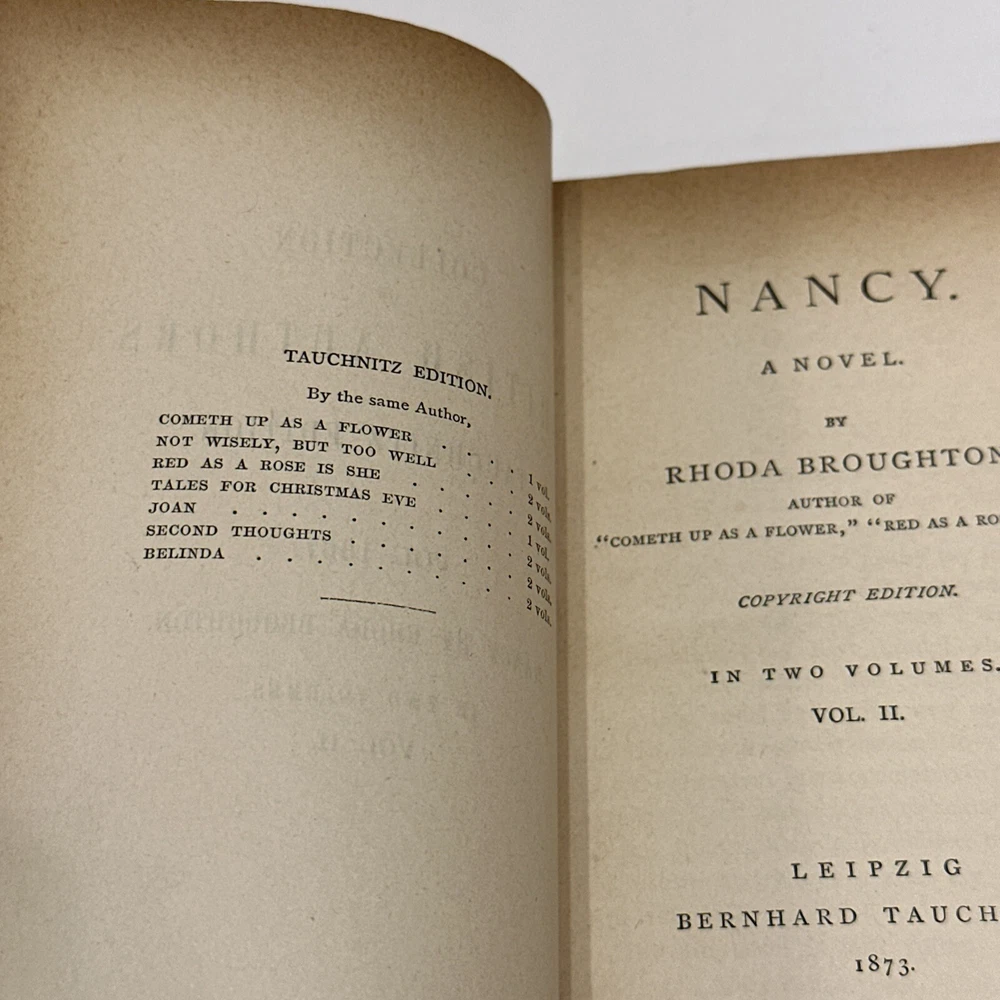 TAUCHNITZ EDITION.
By the same Author,
COMETH UP AS A FLOWER . . . . 1 vol.
NOT WISELY, BUT TOO WELL . . . . 2 vols.
RED AS A ROSE IS SHE . . . . . 2 vols.
TALES FOR CHRISTMAS EVE . . . . 1 vol.
JOAN . . . . . . . . 2 vols.
SECOND THOUGHTS . . . . . . 2 vols.
BELINDA . . . . . . . . 2 vols.
NANCY.
A NOVEL.
BY
RHODA BROUGHTON
AUTHOR OF
“COMETH UP AS A FLOWER,” “RED AS A RO
COPYRIGHT EDITION.
IN TWO VOLUMES.
VOL. II.
LEIPZIG
BERNHARD TAUCH
1873.